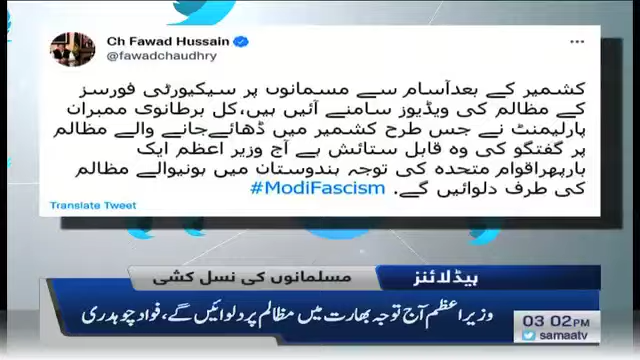 Ch Fawad Hussain
@fawadchaudhry
کشمیر کے بعدآسام سے مسمانوں پر سیکیورٹی فورسز
کے مظالم کی ویڈیوز سامنے آئیں ہیں،کل برطانوی ممبران
پارلیمنٹ نے جس طرح کشمیر میں ڈھائےجانے والے مظالم
پر گفتگو کی وہ قابل ستائش ہے آج وزیر اعظم ایک
بارپھراقوام متحدہ کی توجہ ہندوستان میں ہونیوالے مظالم
کی طرف دلوائیں گے۔ #ModiFascism
Translate Tweet
ہیڈلائنز
مسلمانوں کی نسل کشی
وزیراعظم آج توجہ بھارت میں مظالم پر دلوائیں گے، فواد چوہدری
03 02PM
samaatv